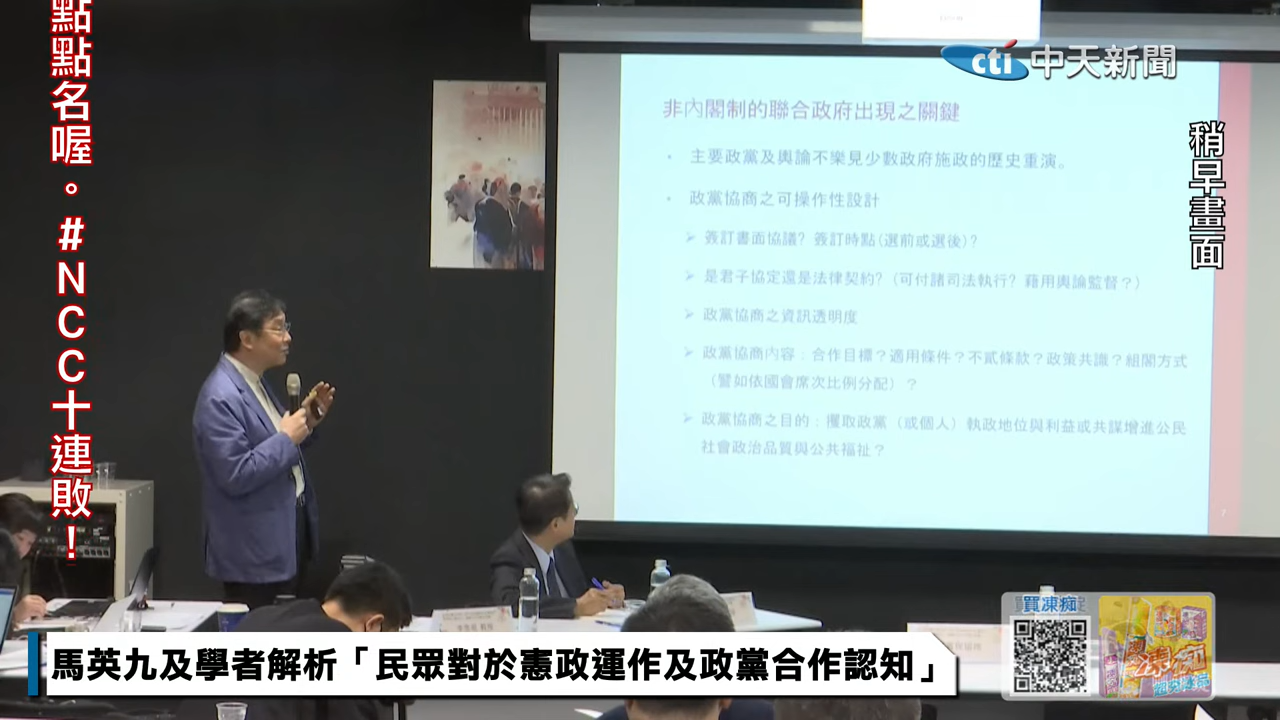 點點名喔。#NCC十連敗!
cti 中天新聞
稍早畫面
非內閣制的聯合政府出現之關鍵
• 主要政黨及輿論不樂見少數政府施政的歷史重演。
• 政黨協商之可操作性設計
➢ 簽訂書面協議?簽訂時點(選前或選後)?
➢ 是君子協定還是法律契約?(可付諸司法執行?藉用輿論監督?)
➢ 政黨協商之資訊透明度
➢ 政黨協商內容:合作目標?適用條件?不貳條款?政策共識?組閣方式
(譬如依國會席次比例分配)?
➢ 政黨協商之目的:攫取政黨(或個人)執政地位與利益或共謀增進公民
社會政治品質與公共福祉?
7
買凍痴
馬英九及學者解析「民眾對於憲政運作及政黨合作認知」